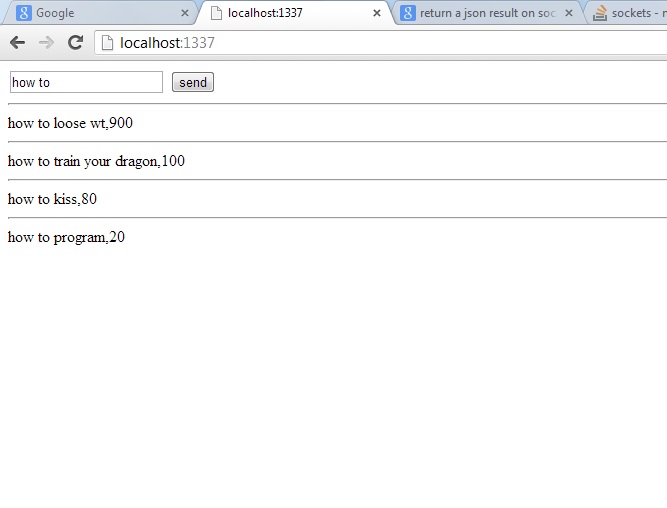 Google
localhost:1337
return a json result on soc
sockets - n
localhost:1337
how to
send
how to loose wt,900
how to train your dragon,100
how to kiss,80
how to program,20